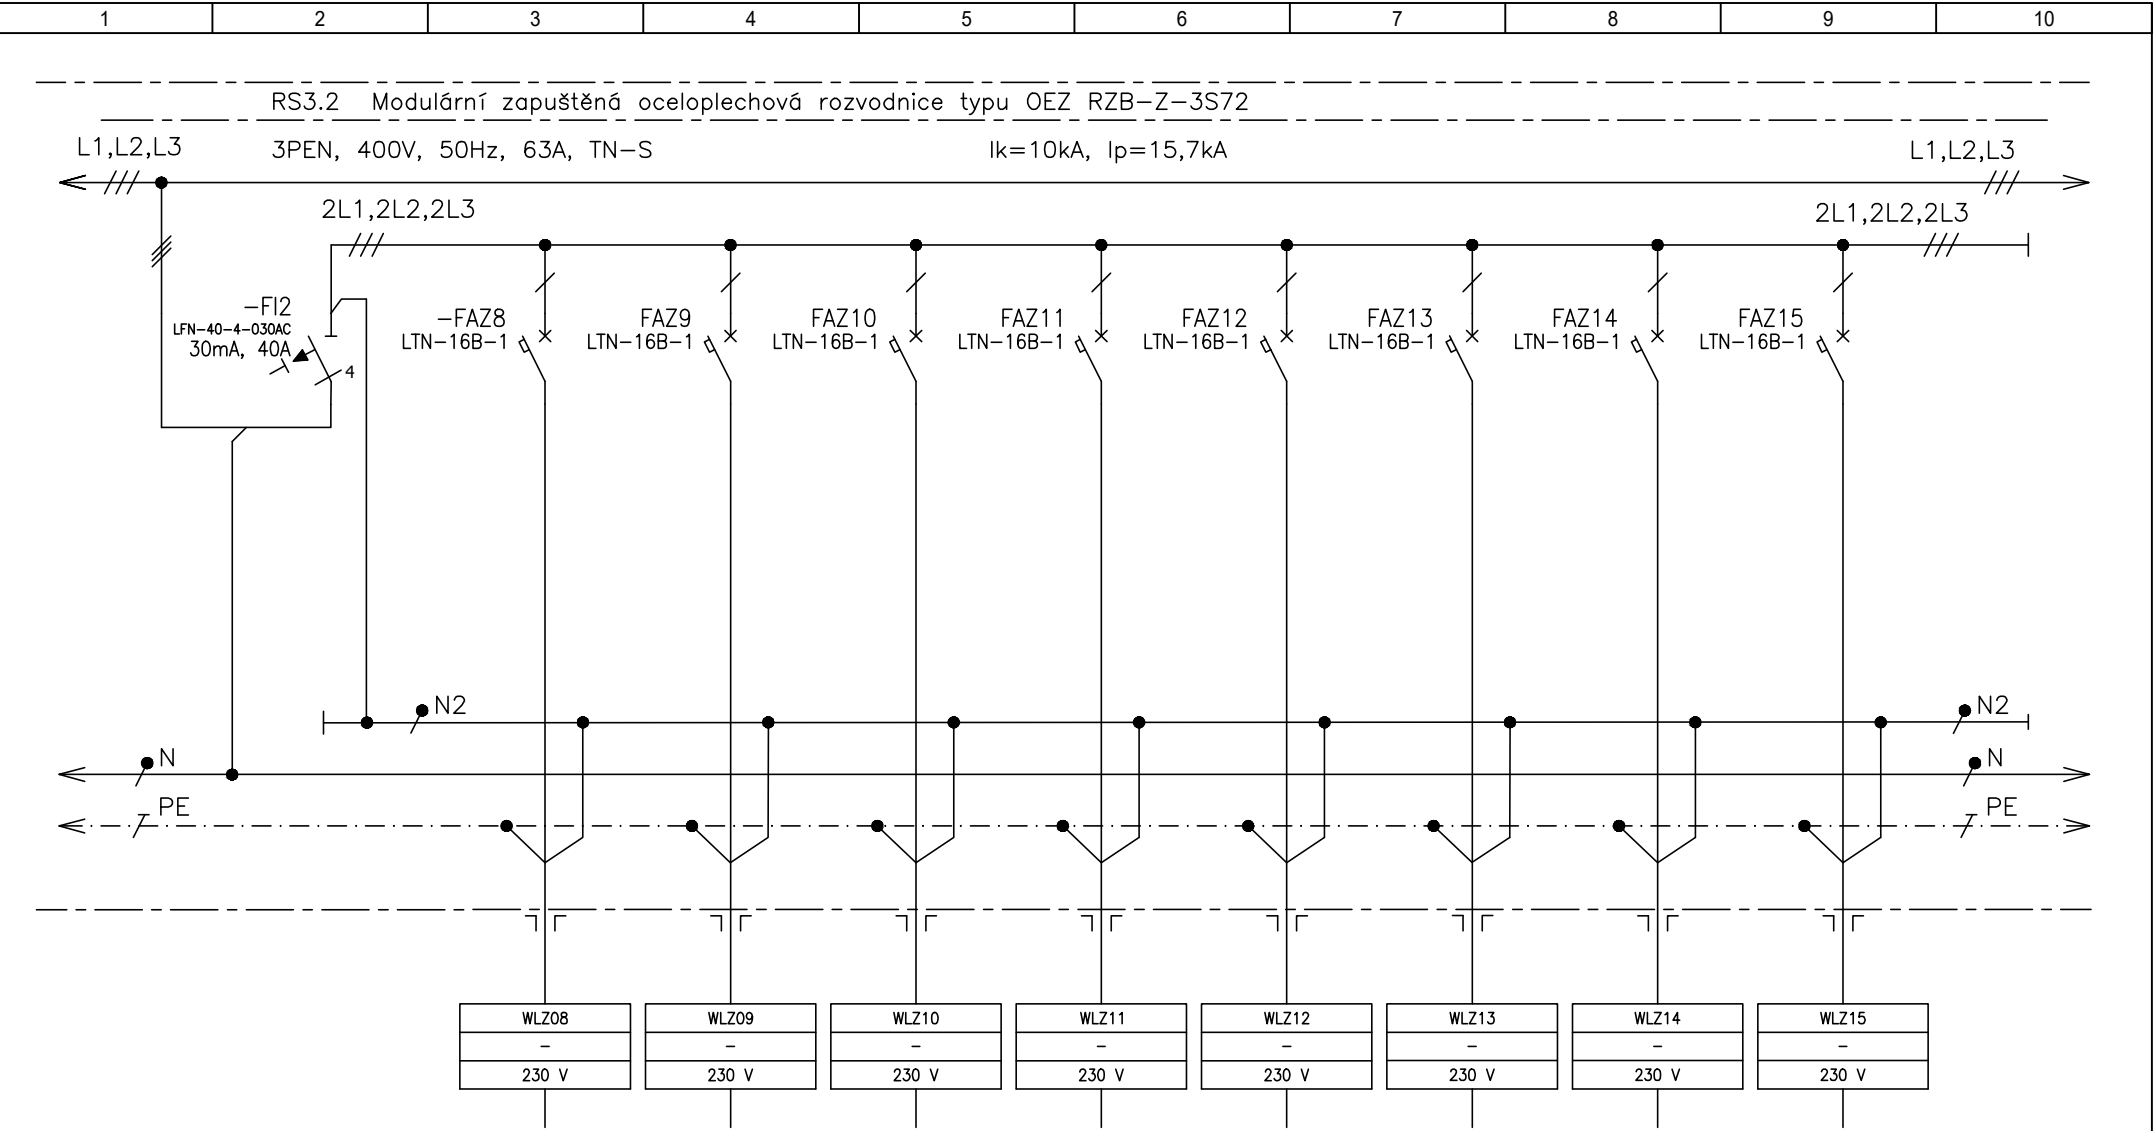 1 2 3 4 5 6 7 8 9 10
RS3.2 Modulární zapuštěná oceloplechová rozvodnice typu OEZ RZB-Z-3S72
L1,L2,L3 3PEN, 400V, 50Hz, 63A, TN-S Ik=10kA, Ip=15,7kA L1,L2,L3
2L1,2L2,2L3 2L1,2L2,2L3
-FI2
LFN-40-4-030AC
30mA, 40A
4
-FAZ8 FAZ9 FAZ10 FAZ11 FAZ12 FAZ13 FAZ14 FAZ15
LTN-16B-1 LTN-16B-1 LTN-16B-1 LTN-16B-1 LTN-16B-1 LTN-16B-1 LTN-16B-1 LTN-16B-1
N2 N2
N N
PE PE
WLZ08 WLZ09 WLZ10 WLZ11 WLZ12 WLZ13 WLZ14 WLZ15
- - - - - - - -
230 V 230 V 230 V 230 V 230 V 230 V 230 V 230 V